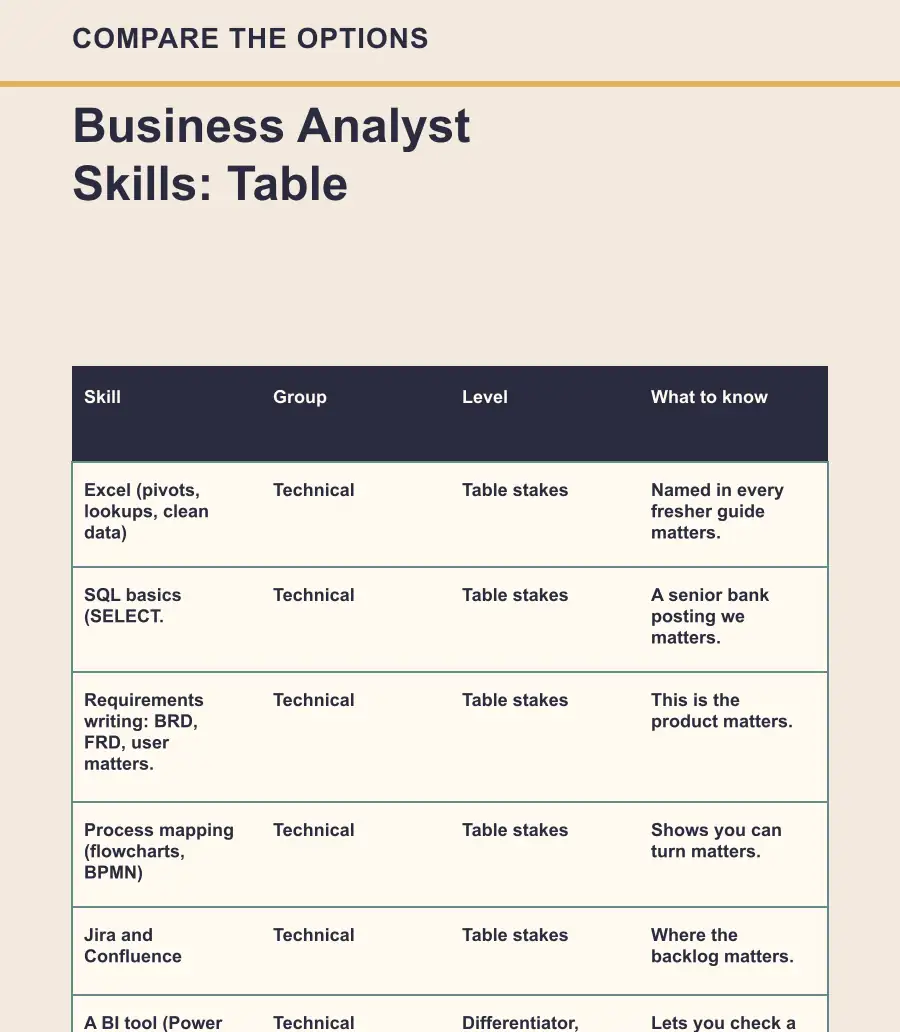 COMPARE THE OPTIONS
Business Analyst
Skills: Table
Skill
Group
Level
What to know
Excel (pivots,
lookups, clean
data)
Technical
Table stakes
Named in every
fresher guide
matters.
SQL basics
(SELECT.
Technical
Table stakes
A senior bank
posting we
matters.
Requirements
writing: BRD,
FRD, user
matters.
Technical
Table stakes
This is the
product matters.
Process mapping
(flowcharts,
BPMN)
Technical
Table stakes
Shows you can
turn matters.
Jira and
Confluence
Technical
Table stakes
Where the
backlog matters.
A BI tool (Power
Technical
Differentiator,
Lets you check a